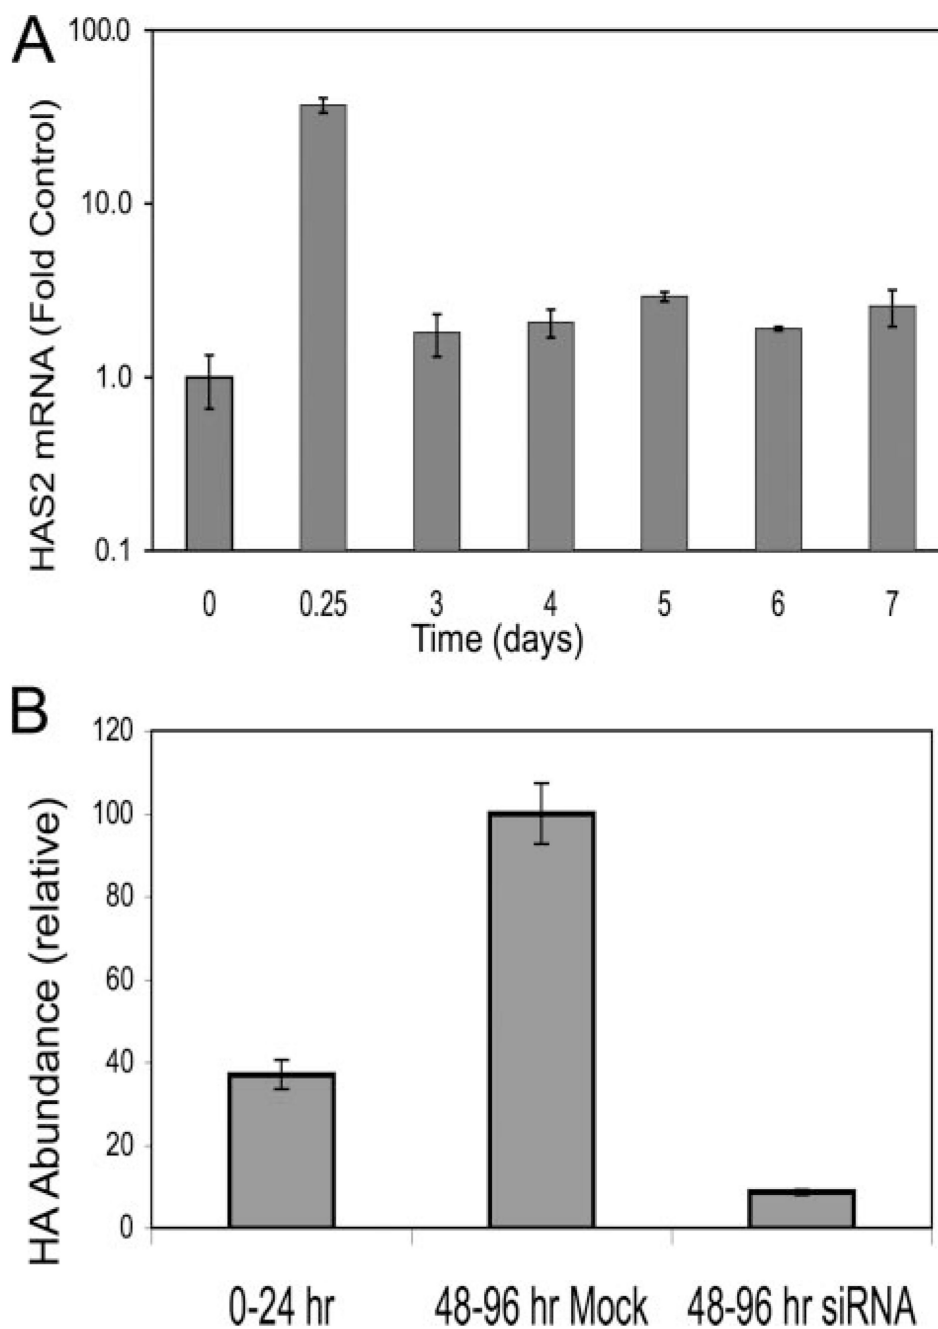 A
HAS2 mRNA (Fold Control)
100.0
10.0
1.0
0.1
0 0.25 3 4 5 6 7
Time (days)
B
HA Abundance (relative)
120
100
80
60
40
20
0
0-24 hr 48-96 hr Mock 48-96 hr siRNA